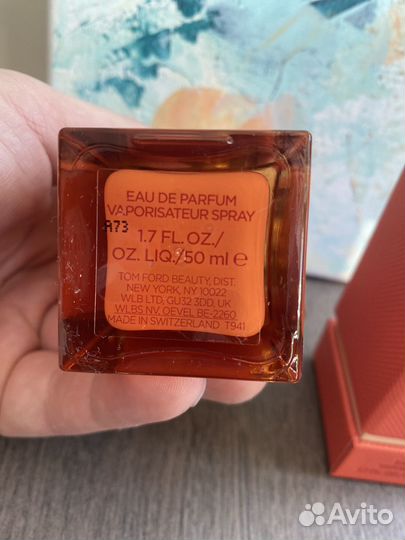 EAU DE PARFUM
VAPORISATEUR SPRAY
A73
1.7 FL. OZ./
OZ. LIQ./50 ml ℮
TOM FORD BEAUTY, DIST.
NEW YORK, NY 10022
WLB LTD, GU32 3DD, UK
WLBS NV, OEVEL BE-2260
MADE IN SWITZERLAND T941
Avito